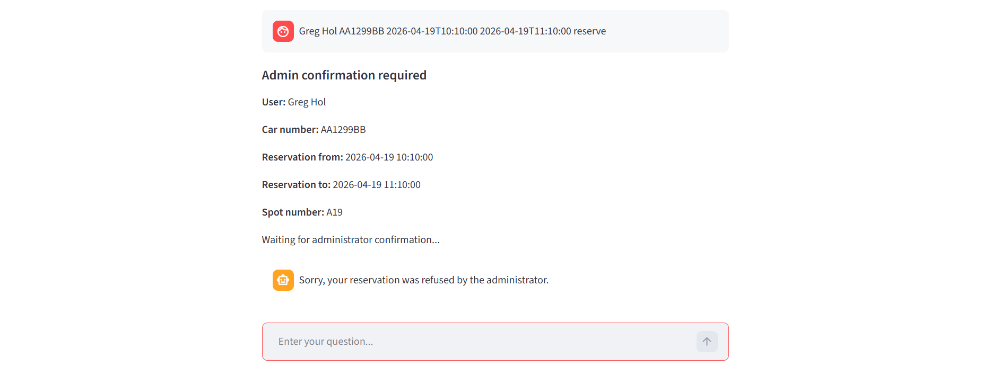 Greg Hol AA1299BB 2026-04-19T10:10:00 2026-04-19T11:10:00 reserve
Admin confirmation required
User: Greg Hol
Car number: AA1299BB
Reservation from: 2026-04-19 10:10:00
Reservation to: 2026-04-19 11:10:00
Spot number: A19
Waiting for administrator confirmation...
Sorry, your reservation was refused by the administrator.
Enter your question...